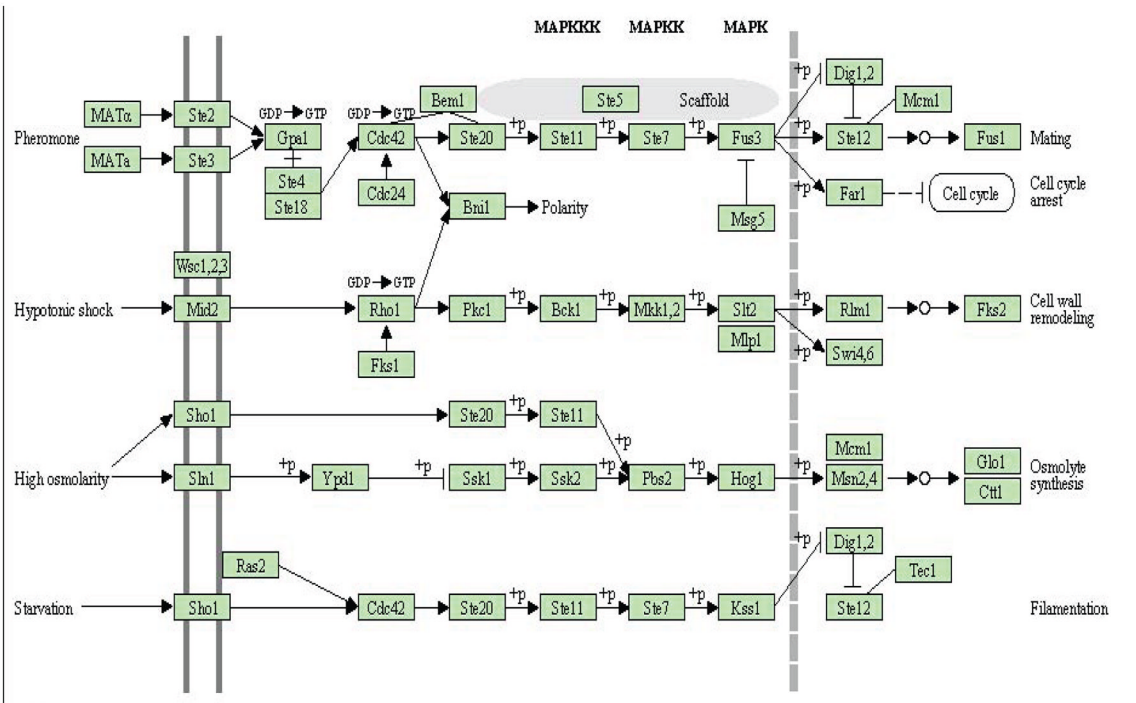 MAPKKK MAPKK MAPK
Pheromone
MATα
Ste2
MATa
Ste3
GDP GTP
Gpa1
Ste4
Ste18
GDP GTP
Cdc42
Cdc24
Bem1
Ste20
Bni1
Polarity
Ste5 Scaffold
+p
Ste11
+p
Ste7
+p
Fus3
Msg5
+p
Dig1,2
+p
Ste12
Mcm1
Fus1
Mating
+p
Far1
Cell cycle
Cell cycle
arrest
Hypotonic shock
Wsc1,2,3
Mid2
GDP GTP
Rho1
Fks1
Pkc1
+p
Bck1
+p
Mkk1,2
+p
Slt2
Mlp1
+p
Rlm1
Fks2
Cell wall
remodeling
+p
Swi4,6
High osmolarity
Sho1
Ste20
+p
Ste11
+p
Sln1
+p
Ypd1
+p
Ssk1
+p
Ssk2
+p
Pbs2
+p
Hog1
+p
Mcm1
Msn2,4
Glo1
Ctt1
Osmolyte
synthesis
Starvation
Ras2
Sho1
Cdc42
Ste20
+p
Ste11
+p
Ste7
+p
Kss1
+p
Dig1,2
Tec1
Ste12
Filamentation